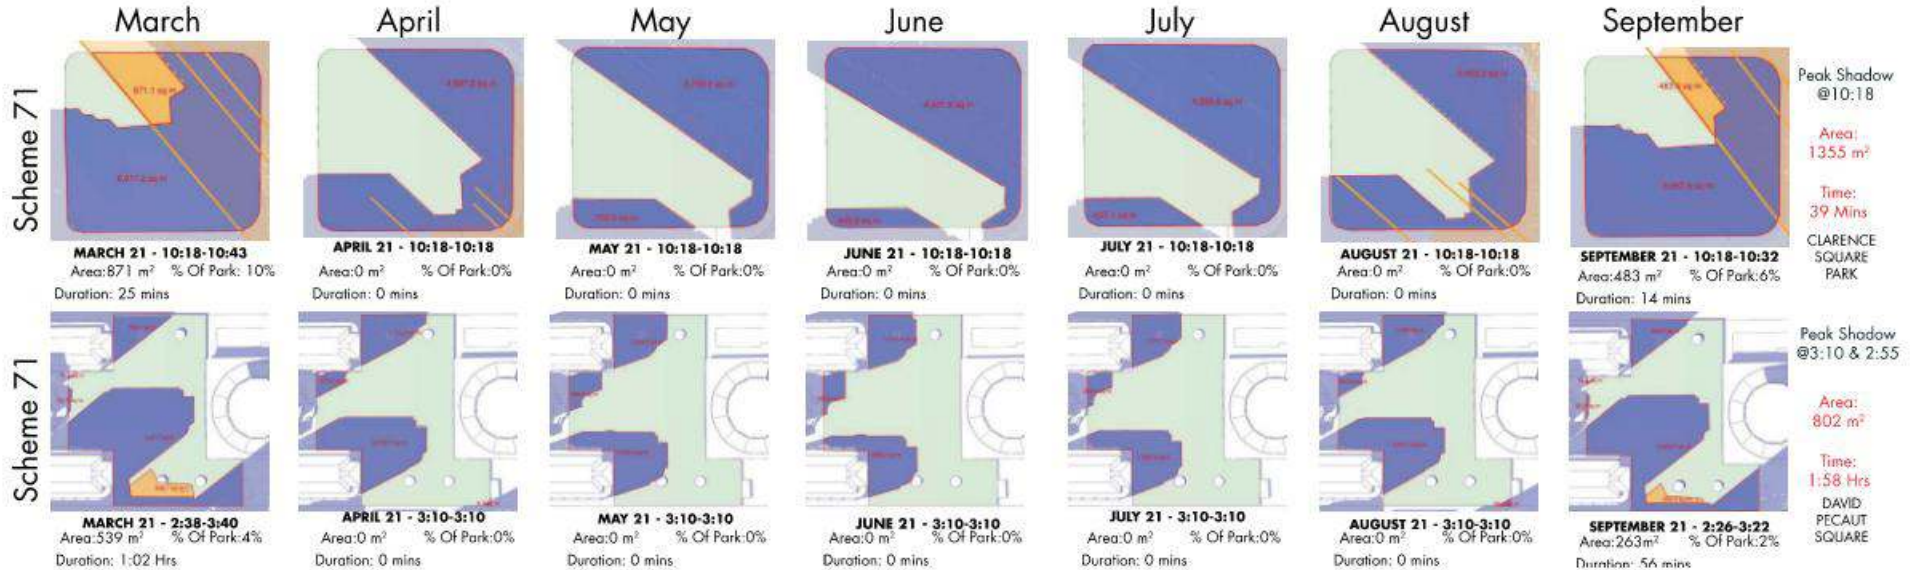 March
April
May
June
July
August
September
Scheme 71
871.1 sq m
MARCH 21 - 10:18-10:43
Area:871 m² % Of Park: 10%
Duration: 25 mins
APRIL 21 - 10:18-10:18
Area:0 m² % Of Park:0%
Duration: 0 mins
MAY 21 - 10:18-10:18
Area:0 m² % Of Park:0%
Duration: 0 mins
JUNE 21 - 10:18-10:18
Area:0 m² % Of Park:0%
Duration: 0 mins
JULY 21 - 10:18-10:18
Area:0 m² % Of Park:0%
Duration: 0 mins
AUGUST 21 - 10:18-10:18
Area:0 m² % Of Park:0%
Duration: 0 mins
SEPTEMBER 21 - 10:18-10:32
Area:483 m² % Of Park:6%
Duration: 14 mins
Peak Shadow
@10:18
Area:
1355 m²
Time:
39 Mins
CLARENCE
SQUARE
PARK
Scheme 71
MARCH 21 - 2:38-3:40
Area:539 m² % Of Park:4%
Duration: 1:02 Hrs
APRIL 21 - 3:10-3:10
Area:0 m² % Of Park:0%
Duration: 0 mins
MAY 21 - 3:10-3:10
Area:0 m² % Of Park:0%
Duration: 0 mins
JUNE 21 - 3:10-3:10
Area:0 m² % Of Park:0%
Duration: 0 mins
JULY 21 - 3:10-3:10
Area:0 m² % Of Park:0%
Duration: 0 mins
AUGUST 21 - 3:10-3:10
Area:0 m² % Of Park:0%
Duration: 0 mins
SEPTEMBER 21 - 2:26-3:22
Area:263m² % Of Park:2%
Duration: 56 mins
Peak Shadow
@3:10 & 2:55
Area:
802 m²
Time:
1:58 Hrs
DAVID
PECAUT
SQUARE